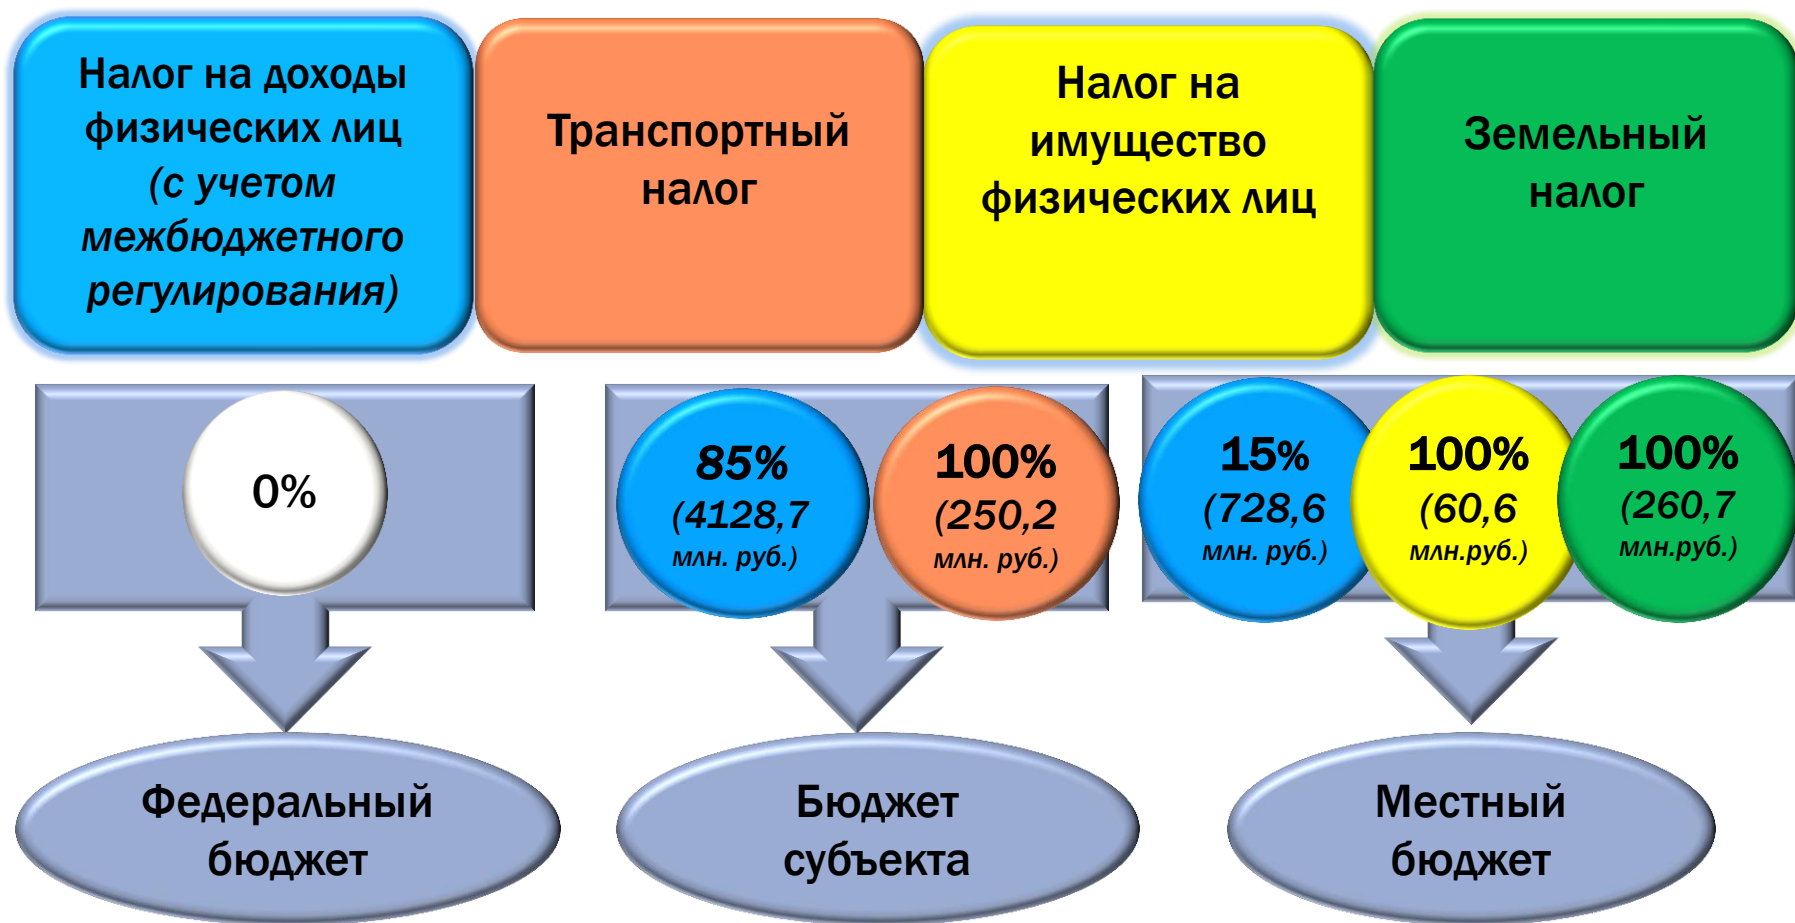 Налог на доходы
физических лиц
(с учетом
межбюджетного
регулирования)
Транспортный
налог
Налог на
имущество
физических лиц
Земельный
налог
0%
85%
(4128,7
млн. руб.)
100%
(250,2
млн. руб.)
15%
(728,6
млн. руб.)
100%
(60,6
млн.руб.)
100%
(260,7
млн.руб.)
Федеральный
бюджет
Бюджет
субъекта
Местный
бюджет